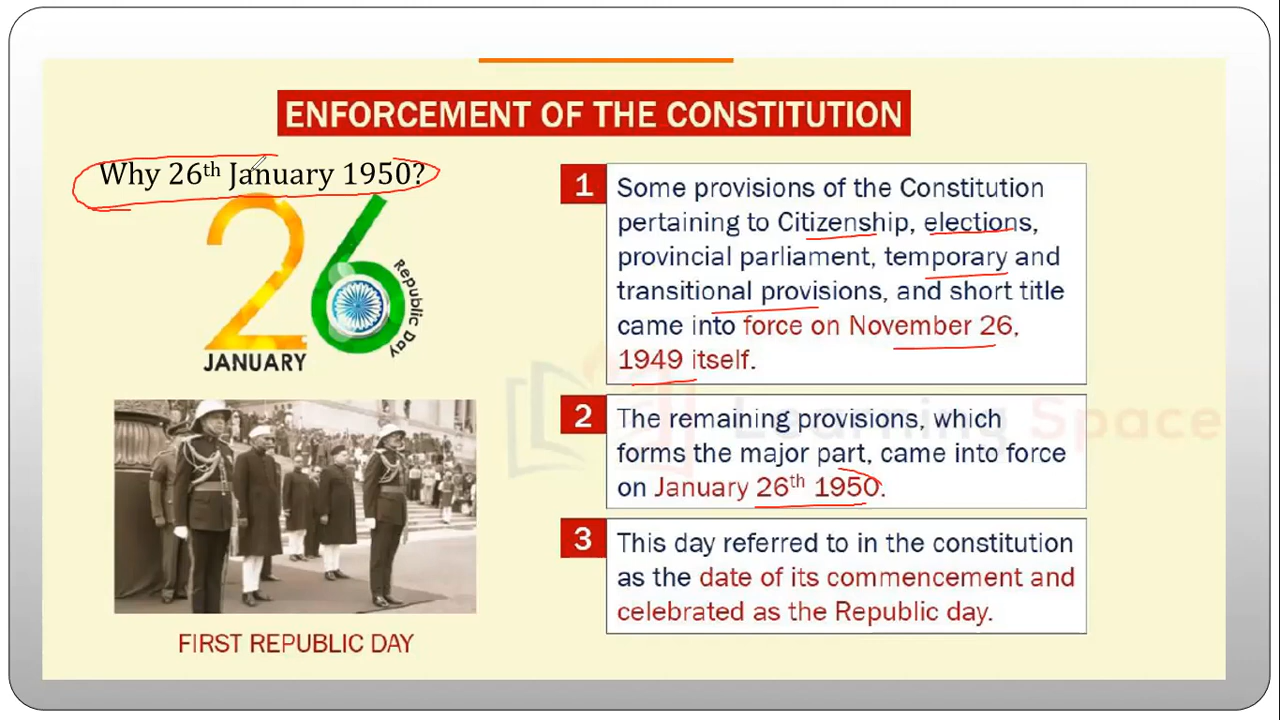 ENFORCEMENT OF THE CONSTITUTION
Why 26th January 1950?
26
JANUARY
Republic Day
FIRST REPUBLIC DAY
1
Some provisions of the Constitution
pertaining to Citizenship, elections,
provincial parliament, temporary and
transitional provisions, and short title
came into force on November 26,
1949 itself.
2
The remaining provisions, which
forms the major part, came into force
on January 26th 1950.
3
This day referred to in the constitution
as the date of its commencement and
celebrated as the Republic day.
Learning Space